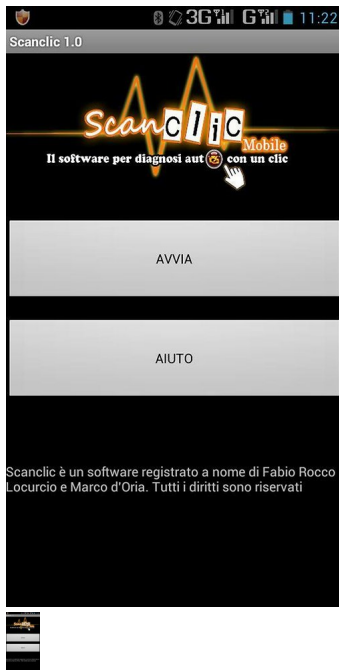 3G G 11:22
Scanclic 1.0
Scanclic
Mobile
Il software per diagnosi auto con un clic
AVVIA
AIUTO
Scanclic è un software registrato a nome di Fabio Rocco
Locurcio e Marco d'Oria. Tutti i diritti sono riservati